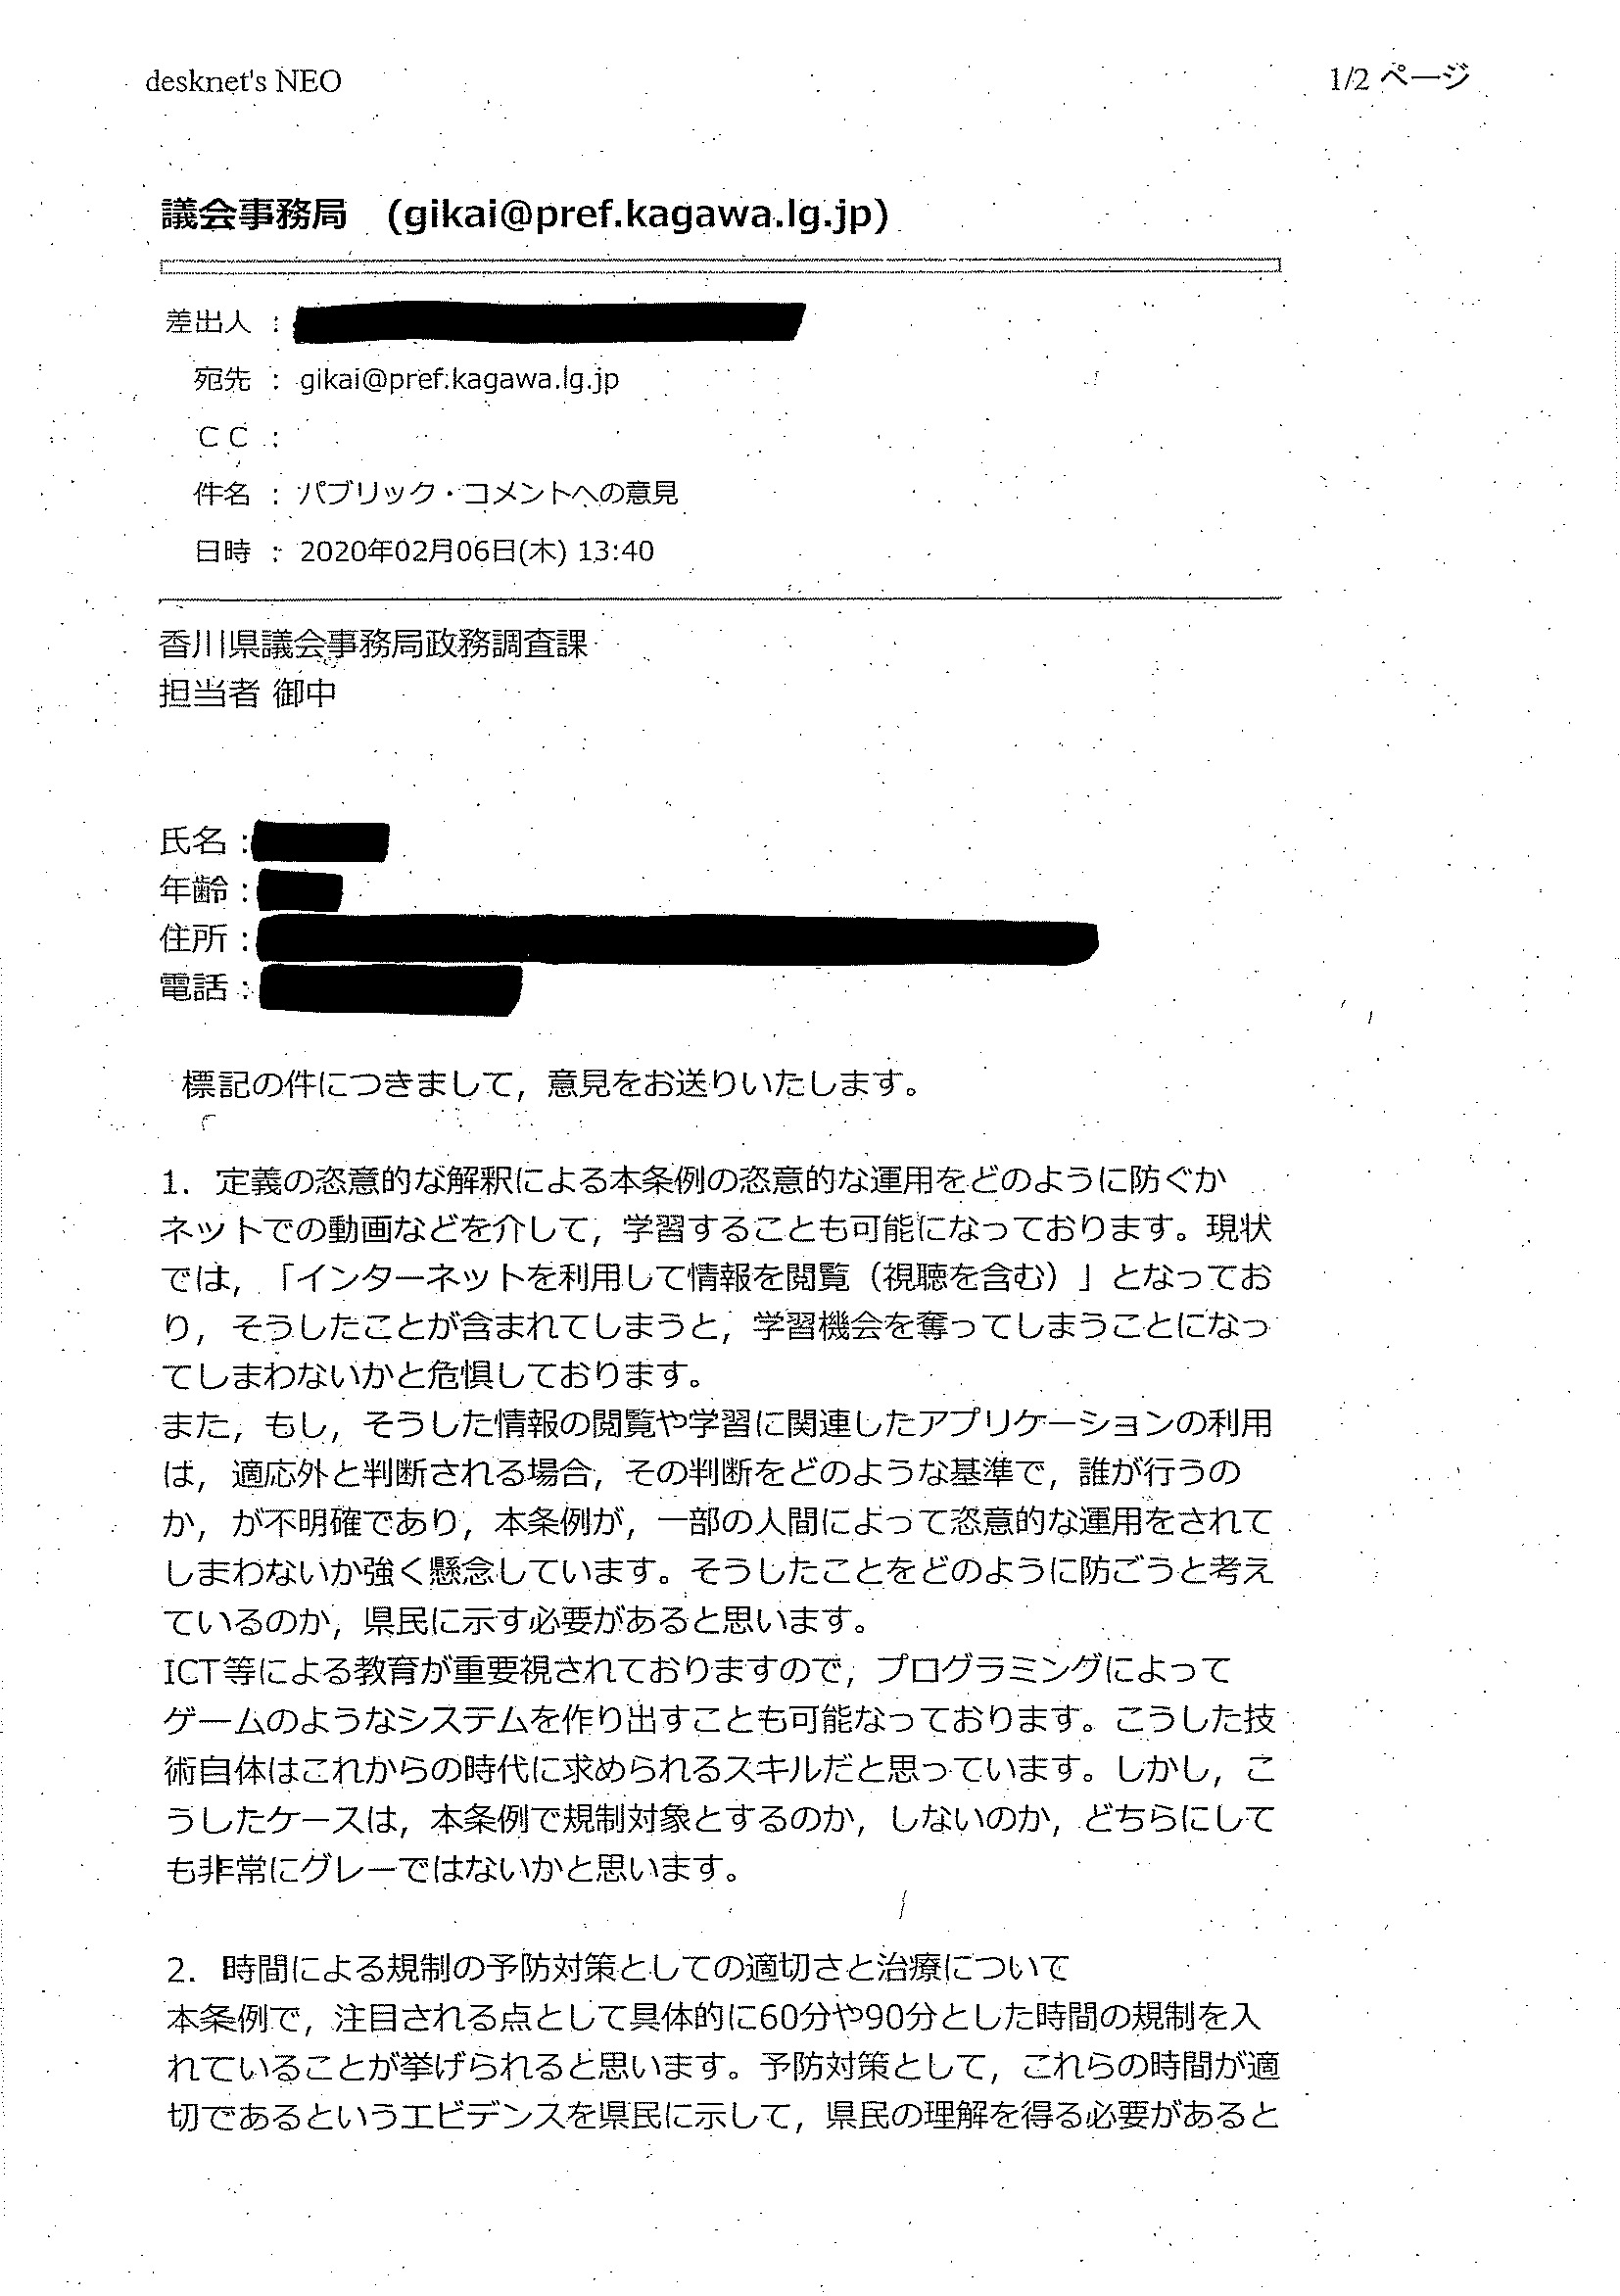 desknet's NEO
1/2 ページ
議会事務局　(gikai@pref.kagawa.lg.jp)
差出人 :
宛先 : gikai@pref.kagawa.lg.jp
ＣＣ :
件名 : パブリック・コメントへの意見
日時 : 2020年02月06日(木) 13:40
香川県議会事務局政務調査課
担当者 御中
氏名：
年齢：
住所：
電話：
標記の件につきまして，意見をお送りいたします。
1．定義の恣意的な解釈による本条例の恣意的な運用をどのように防ぐか
ネットでの動画などを介して，学習することも可能になっております。現状
では，「インターネットを利用して情報を閲覧（視聴を含む）」となってお
り，そうしたことが含まれてしまうと，学習機会を奪ってしまうことになっ
てしまわないかと危惧しております。
また，もし，そうした情報の閲覧や学習に関連したアプリケーションの利用
は，適応外と判断される場合，その判断をどのような基準で，誰が行うの
か，が不明確であり，本条例が，一部の人間によって恣意的な運用をされて
しまわないか強く懸念しています。そうしたことをどのように防ごうと考え
ているのか，県民に示す必要があると思います。
ICT等による教育が重要視されておりますので，プログラミングによって
ゲームのようなシステムを作り出すことも可能なっております。こうした技
術自体はこれからの時代に求められるスキルだと思っています。しかし，こ
うしたケースは，本条例で規制対象とするのか，しないのか，どちらにして
も非常にグレーではないかと思います。
2．時間による規制の予防対策としての適切さと治療について
本条例で，注目される点として具体的に60分や90分とした時間の規制を入
れていることが挙げられると思います。予防対策として，これらの時間が適
切であるというエビデンスを県民に示して，県民の理解を得る必要があると